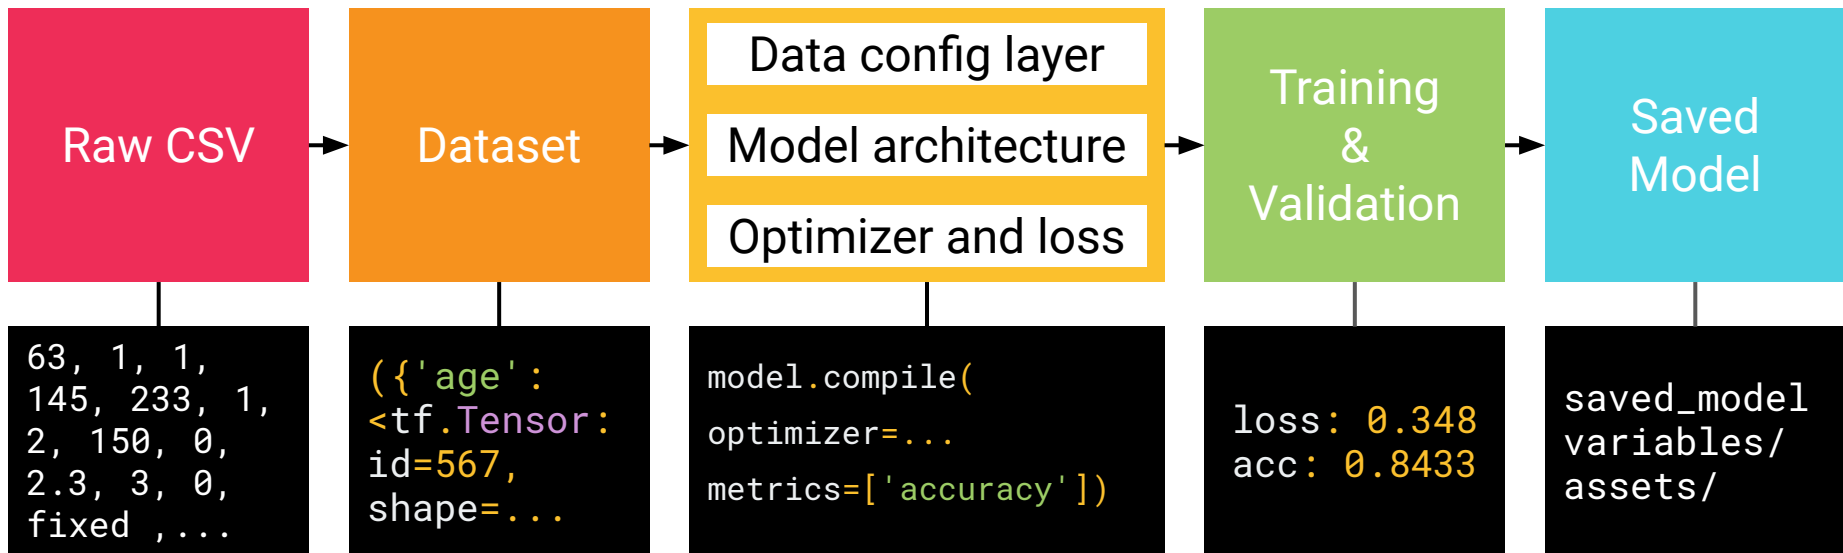 Raw CSV
Dataset
Data config layer
Model architecture
Optimizer and loss
Training
&
Validation
Saved
Model
63, 1, 1,
145, 233, 1,
2, 150, 0,
2.3, 3, 0,
fixed ,...
({'age':
<tf.Tensor:
id=567,
shape=...
model.compile(
optimizer=...
metrics=['accuracy'])
loss: 0.348
acc: 0.8433
saved_model
variables/
assets/